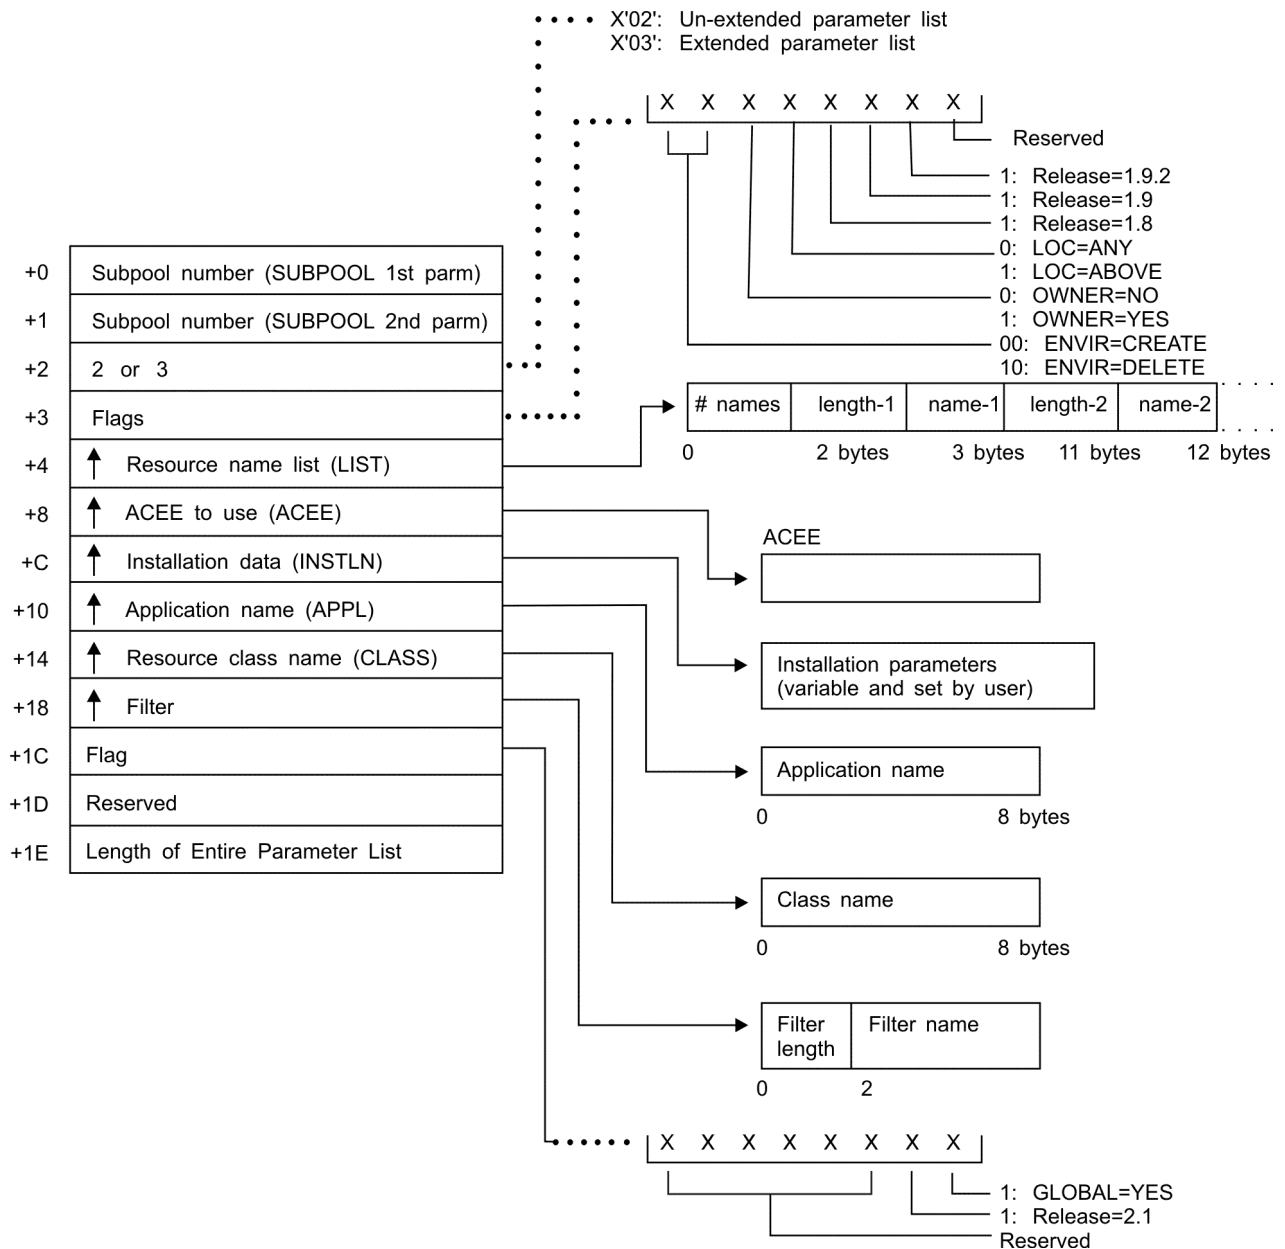 X'02': Un-extended parameter list
X'03': Extended parameter list
X X X X X X X X
Reserved
1: Release=1.9.2
1: Release=1.9
1: Release=1.8
0: LOC=ANY
1: LOC=ABOVE
0: OWNER=NO
1: OWNER=YES
00: ENVIR=CREATE
10: ENVIR=DELETE
+0 Subpool number (SUBPOOL 1st parm)
+1 Subpool number (SUBPOOL 2nd parm)
+2 2 or 3
+3 Flags
+4 Resource name list (LIST)
+8 ACEE to use (ACEE)
+C Installation data (INSTLN)
+10 Application name (APPL)
+14 Resource class name (CLASS)
+18 Filter
+1C Flag
+1D Reserved
+1E Length of Entire Parameter List
# names length-1 name-1 length-2 name-2
0 2 bytes 3 bytes 11 bytes 12 bytes
ACEE
Installation parameters
(variable and set by user)
Application name
0 8 bytes
Class name
0 8 bytes
Filter Filter name
length
0 2
X X X X X X X X
1: GLOBAL=YES
1: Release=2.1
Reserved